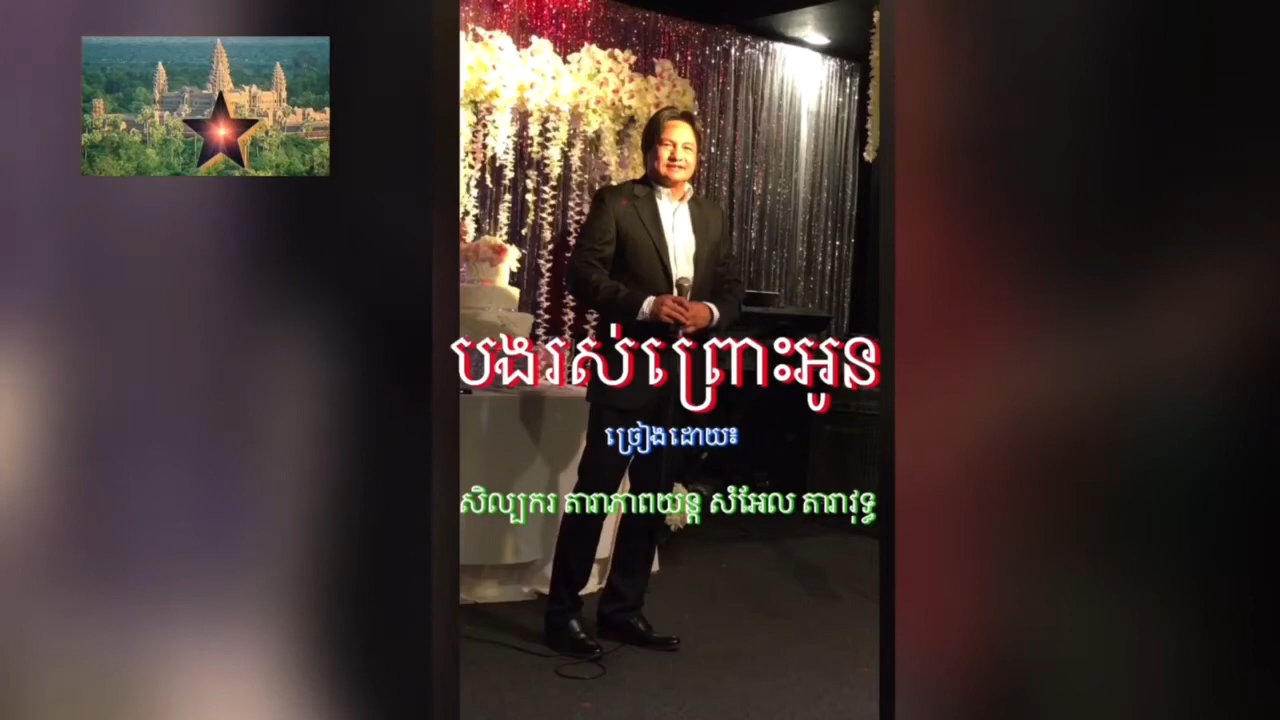 បងរស់ព្រោះអូន
ច្រៀងដោយ៖
សិល្បករ តារាភាពយន្ត សំអែល តារាវុទ្ធ